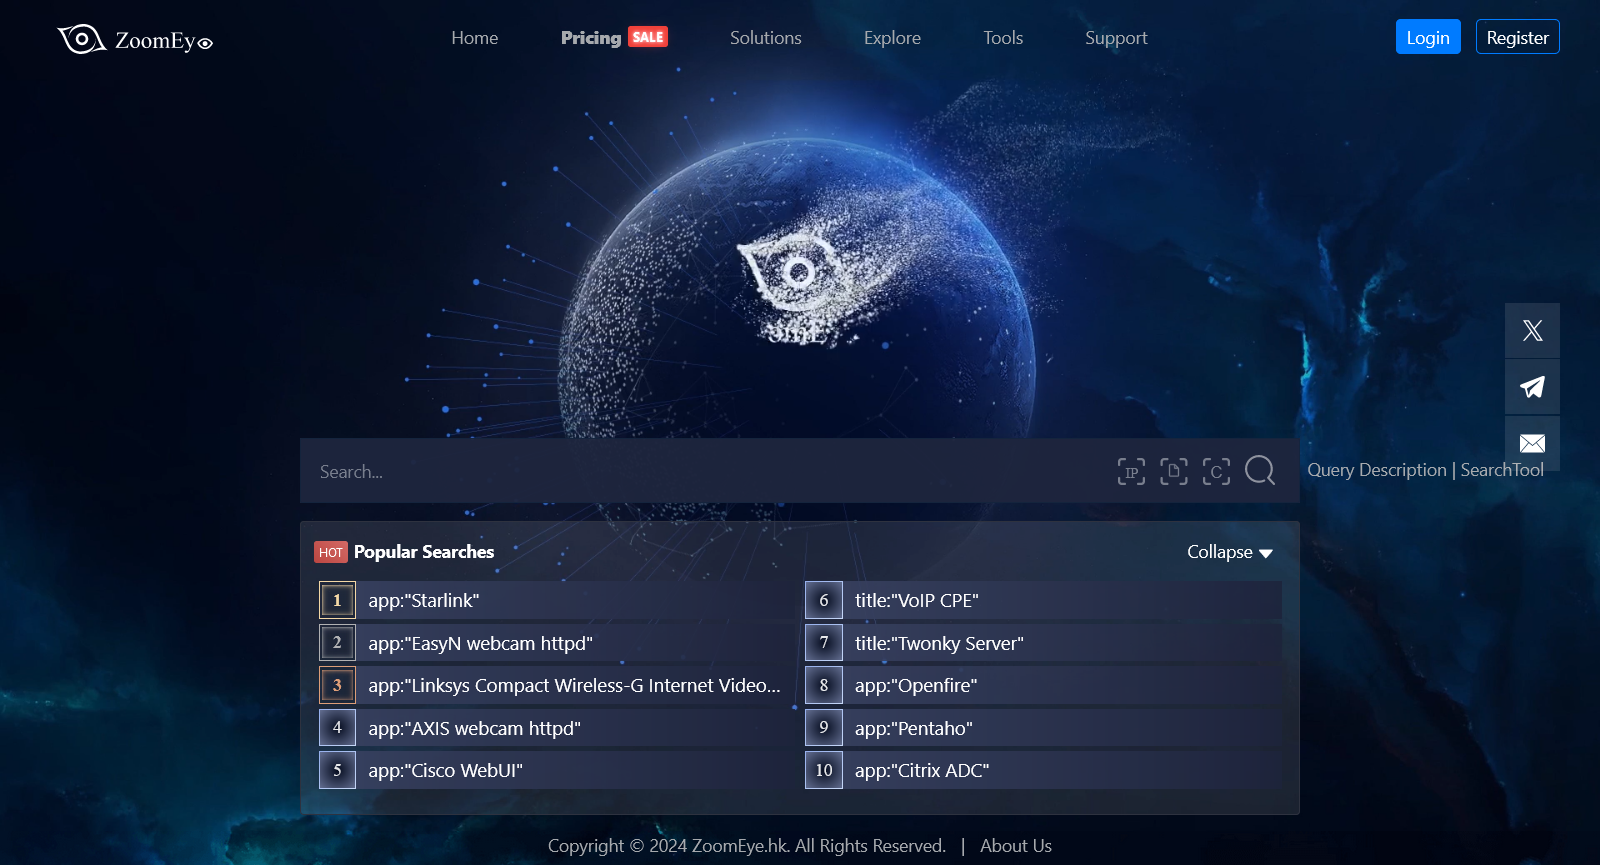 ZoomEye
Home Pricing SALE Solutions Explore Tools Support
Login Register
Search...
IP C
Query Description | SearchTool
HOT Popular Searches
Collapse
1 app:"Starlink"
2 app:"EasyN webcam httpd"
3 app:"Linksys Compact Wireless-G Internet Video...
4 app:"AXIS webcam httpd"
5 app:"Cisco WebUI"
6 title:"VoIP CPE"
7 title:"Twonky Server"
8 app:"Openfire"
9 app:"Pentaho"
10 app:"Citrix ADC"
Copyright © 2024 ZoomEye.hk. All Rights Reserved. | About Us